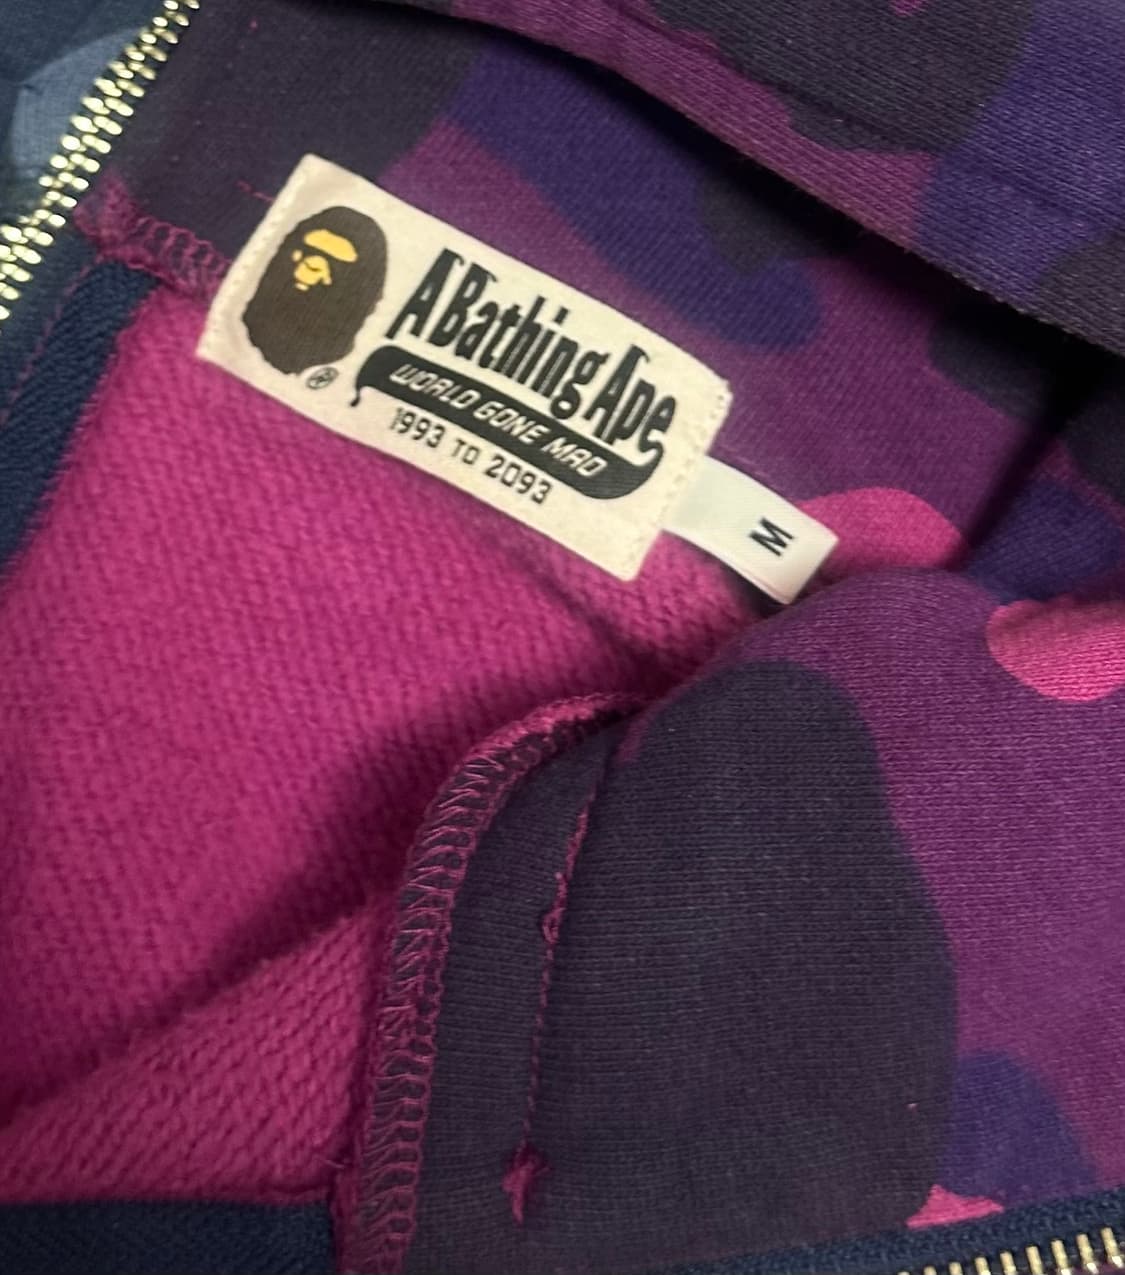 A Bathing Ape
WORLD GONE MAD
1993 TO 2093
®
M